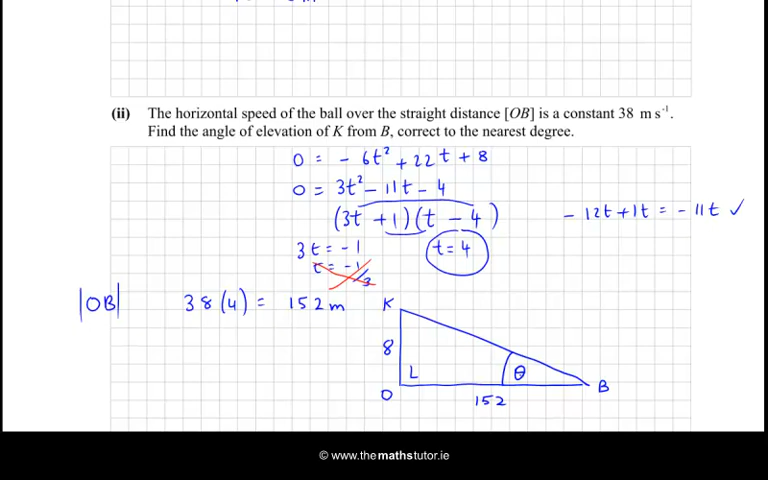 (ii) The horizontal speed of the ball over the straight distance [OB] is a constant 38 m s⁻¹.
Find the angle of elevation of K from B, correct to the nearest degree.
0 = - 6t² + 22t + 8
0 = 3t² - 11t - 4
(3t + 1)(t - 4)
- 12t + 1t = - 11t ✓
3t = -1
t = 4
t = -1/3
|OB| 38(4) = 152m
K
8
L
θ
O
152
B
© www.themathstutor.ie